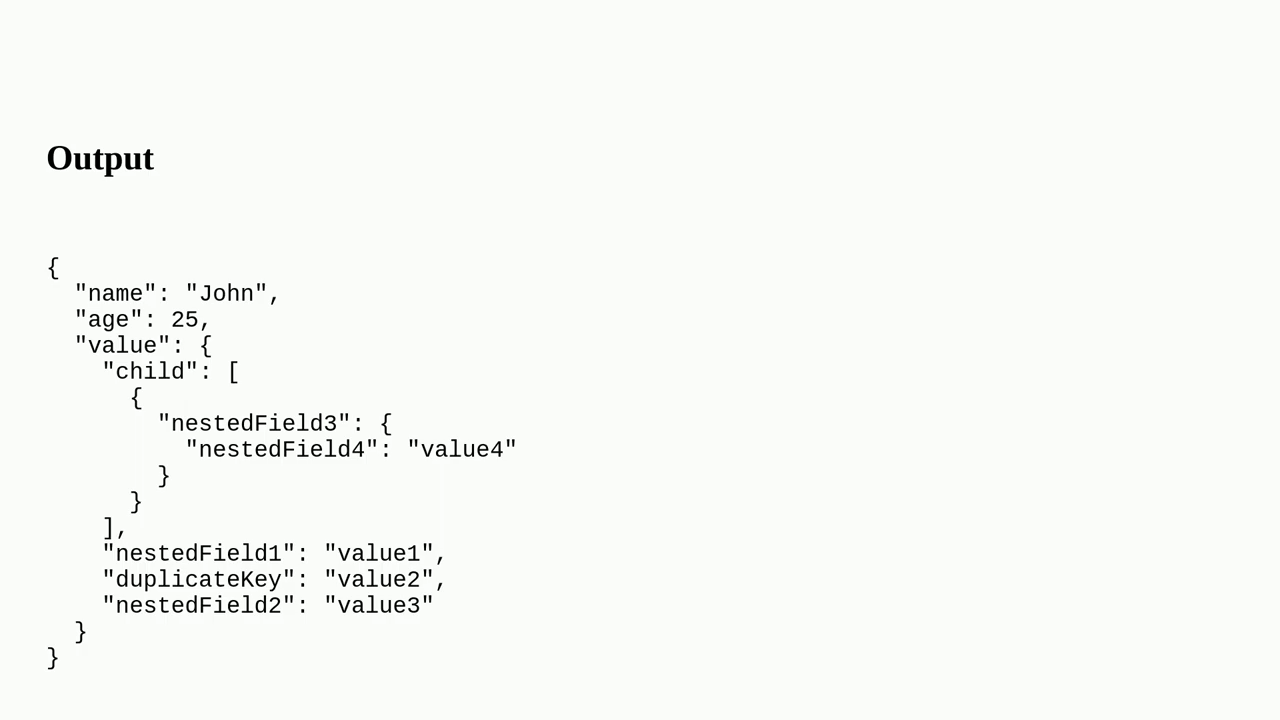 Output
{
  "name": "John",
  "age": 25,
  "value": {
    "child": [
      {
        "nestedField3": {
          "nestedField4": "value4"
        }
      }
    ],
    "nestedField1": "value1",
    "duplicateKey": "value2",
    "nestedField2": "value3"
  }
}